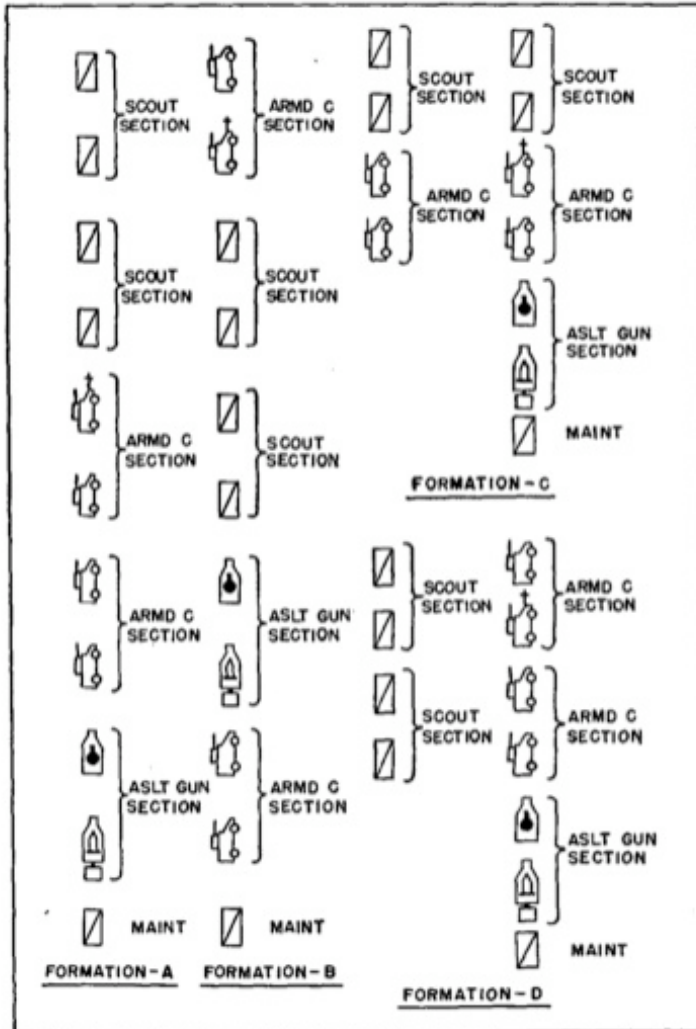 SCOUT
SECTION
SCOUT
SECTION
ARMD C
SECTION
ARMD C
SECTION
ASLT GUN
SECTION
MAINT
FORMATION-A
ARMD C
SECTION
SCOUT
SECTION
SCOUT
SECTION
ASLT GUN
SECTION
ARMD C
SECTION
MAINT
FORMATION-B
SCOUT
SECTION
ARMD C
SECTION
SCOUT
SECTION
ARMD C
SECTION
ASLT GUN
SECTION
MAINT
FORMATION-C
SCOUT
SECTION
SCOUT
SECTION
ARMD C
SECTION
ARMD C
SECTION
ASLT GUN
SECTION
MAINT
FORMATION-D